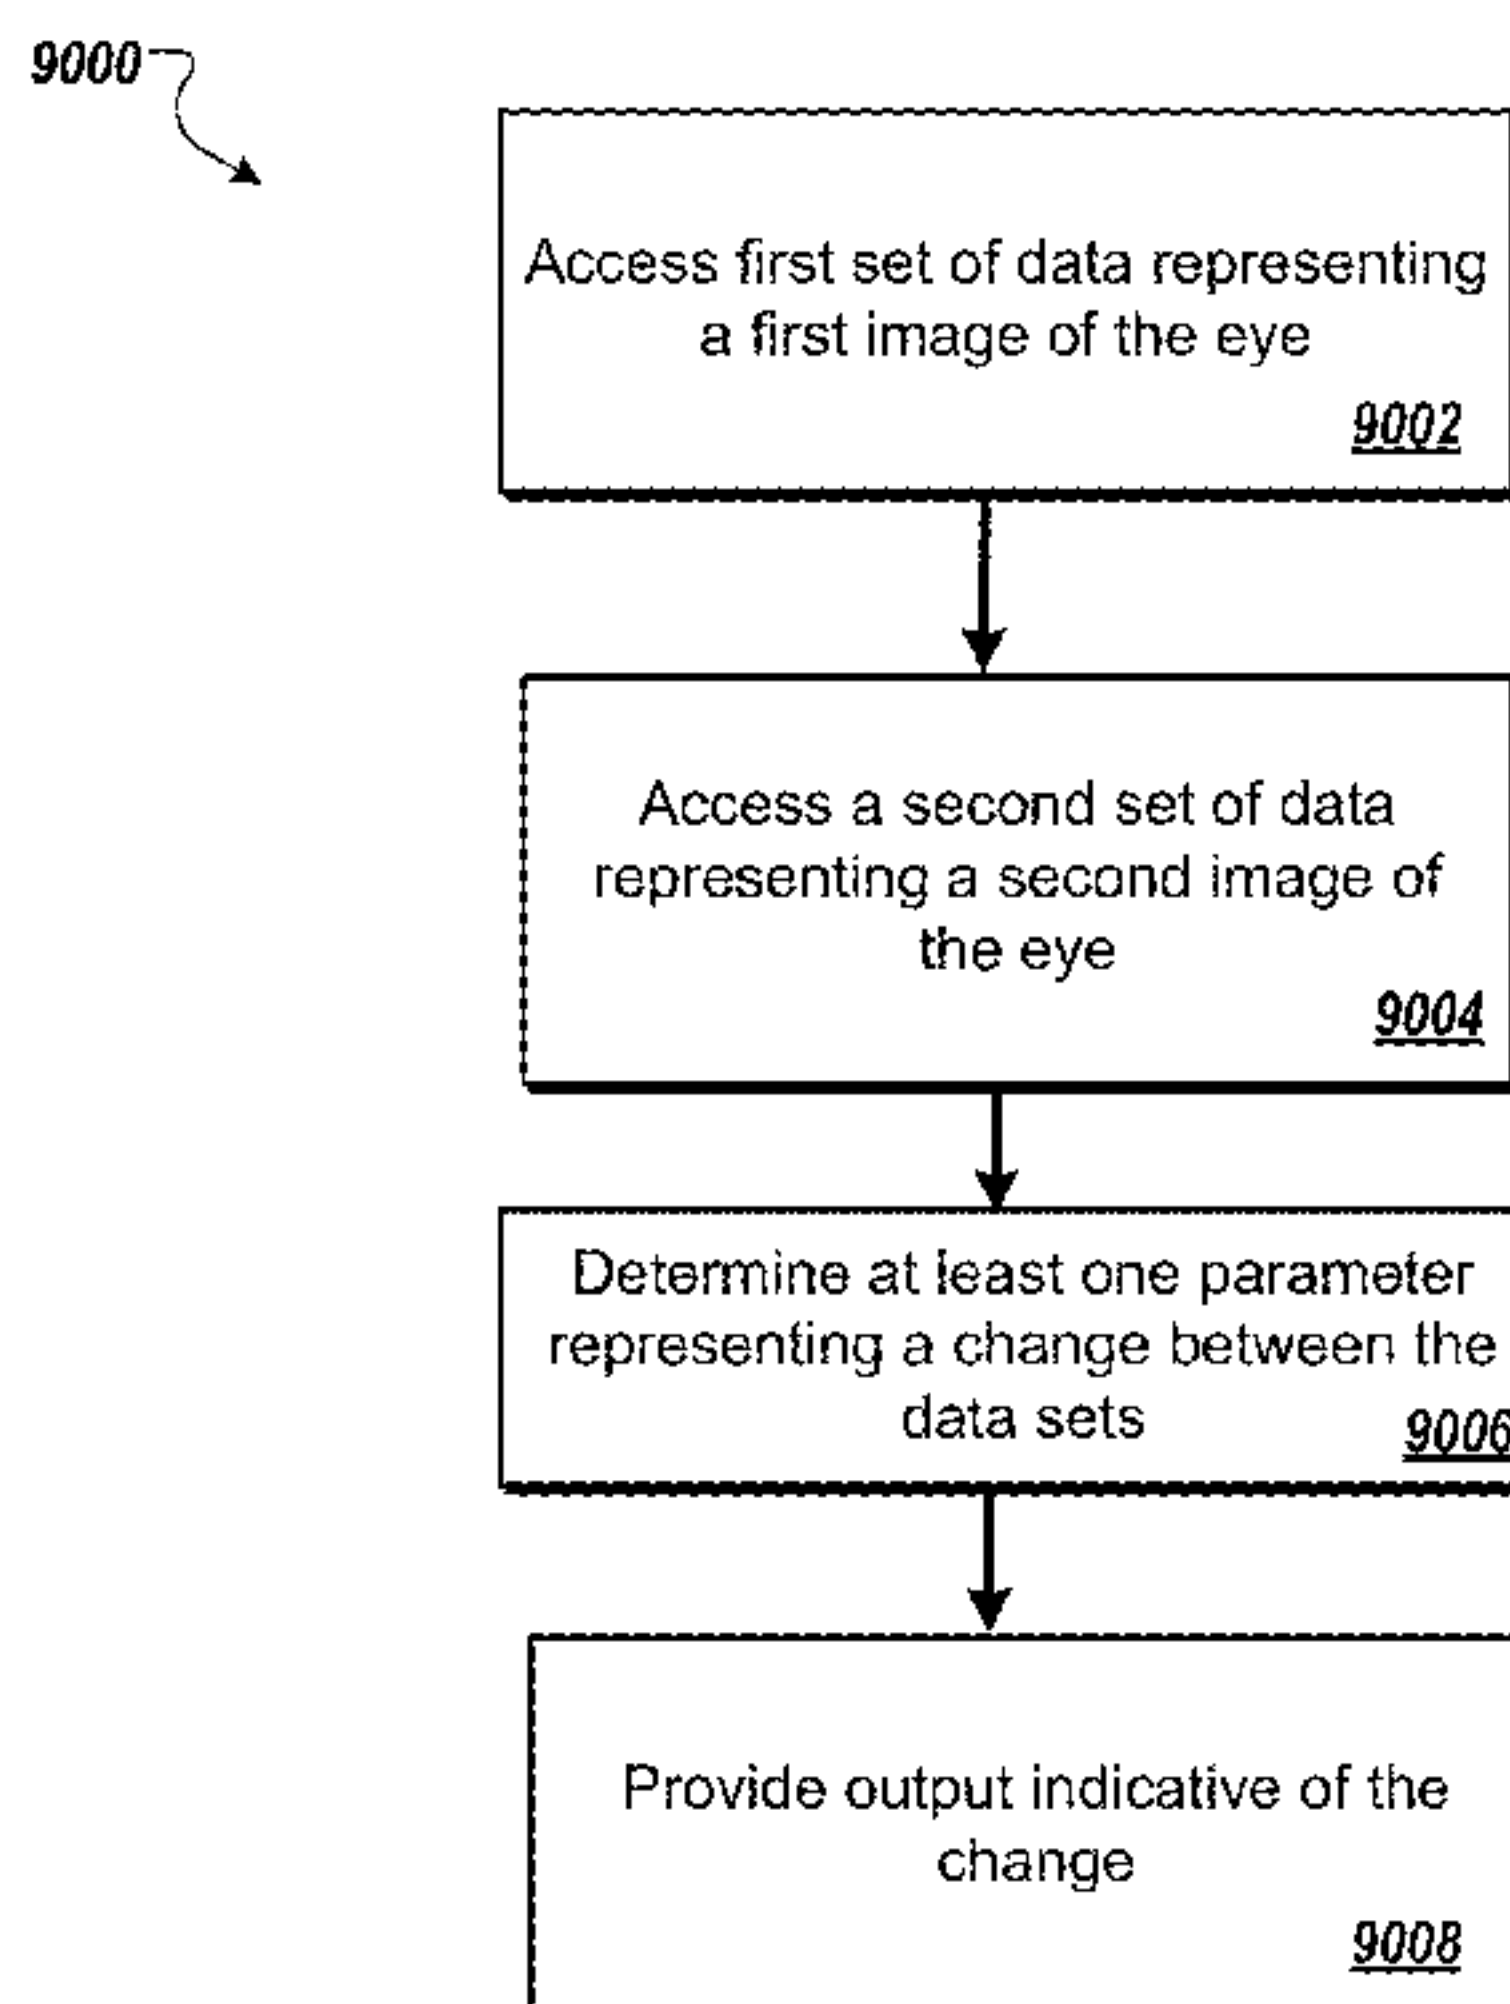 9000
Access first set of data representing
a first image of the eye
9002
Access a second set of data
representing a second image of
the eye
9004
Determine at least one parameter
representing a change between the
data sets
9006
Provide output indicative of the
change
9008